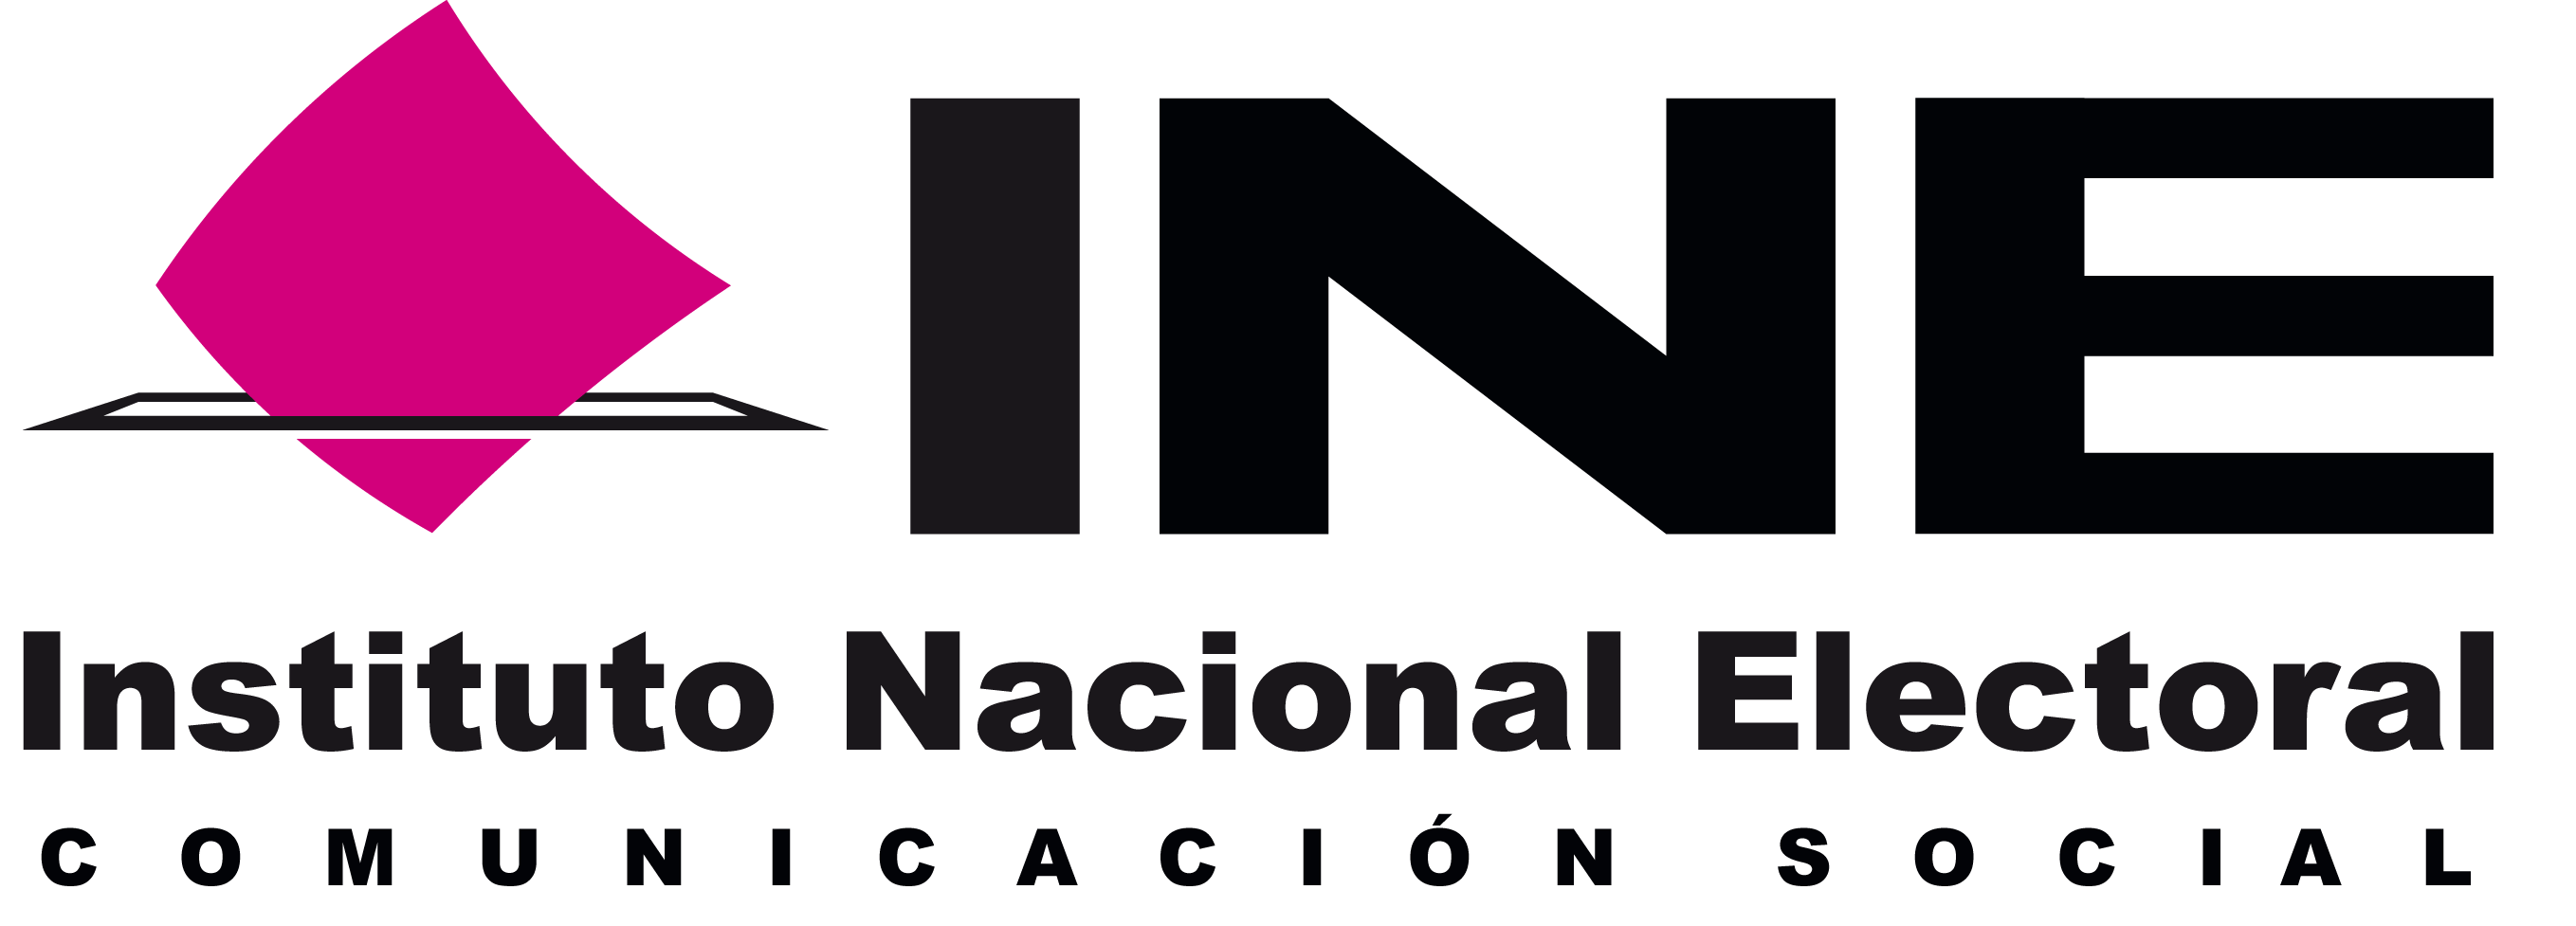 INE
Instituto Nacional Electoral
COMUNICACIÓN SOCIAL